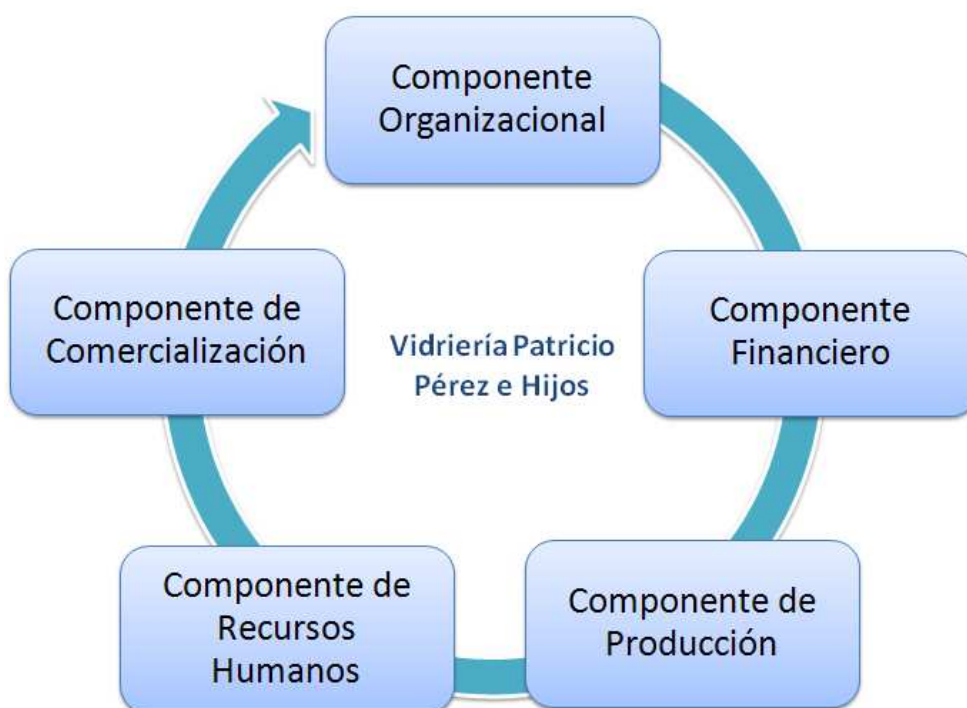 Componente
Organizacional
Componente de
Comercialización
Vidriería Patricio
Pérez e Hijos
Componente
Financiero
Componente de
Recursos
Humanos
Componente de
Producción